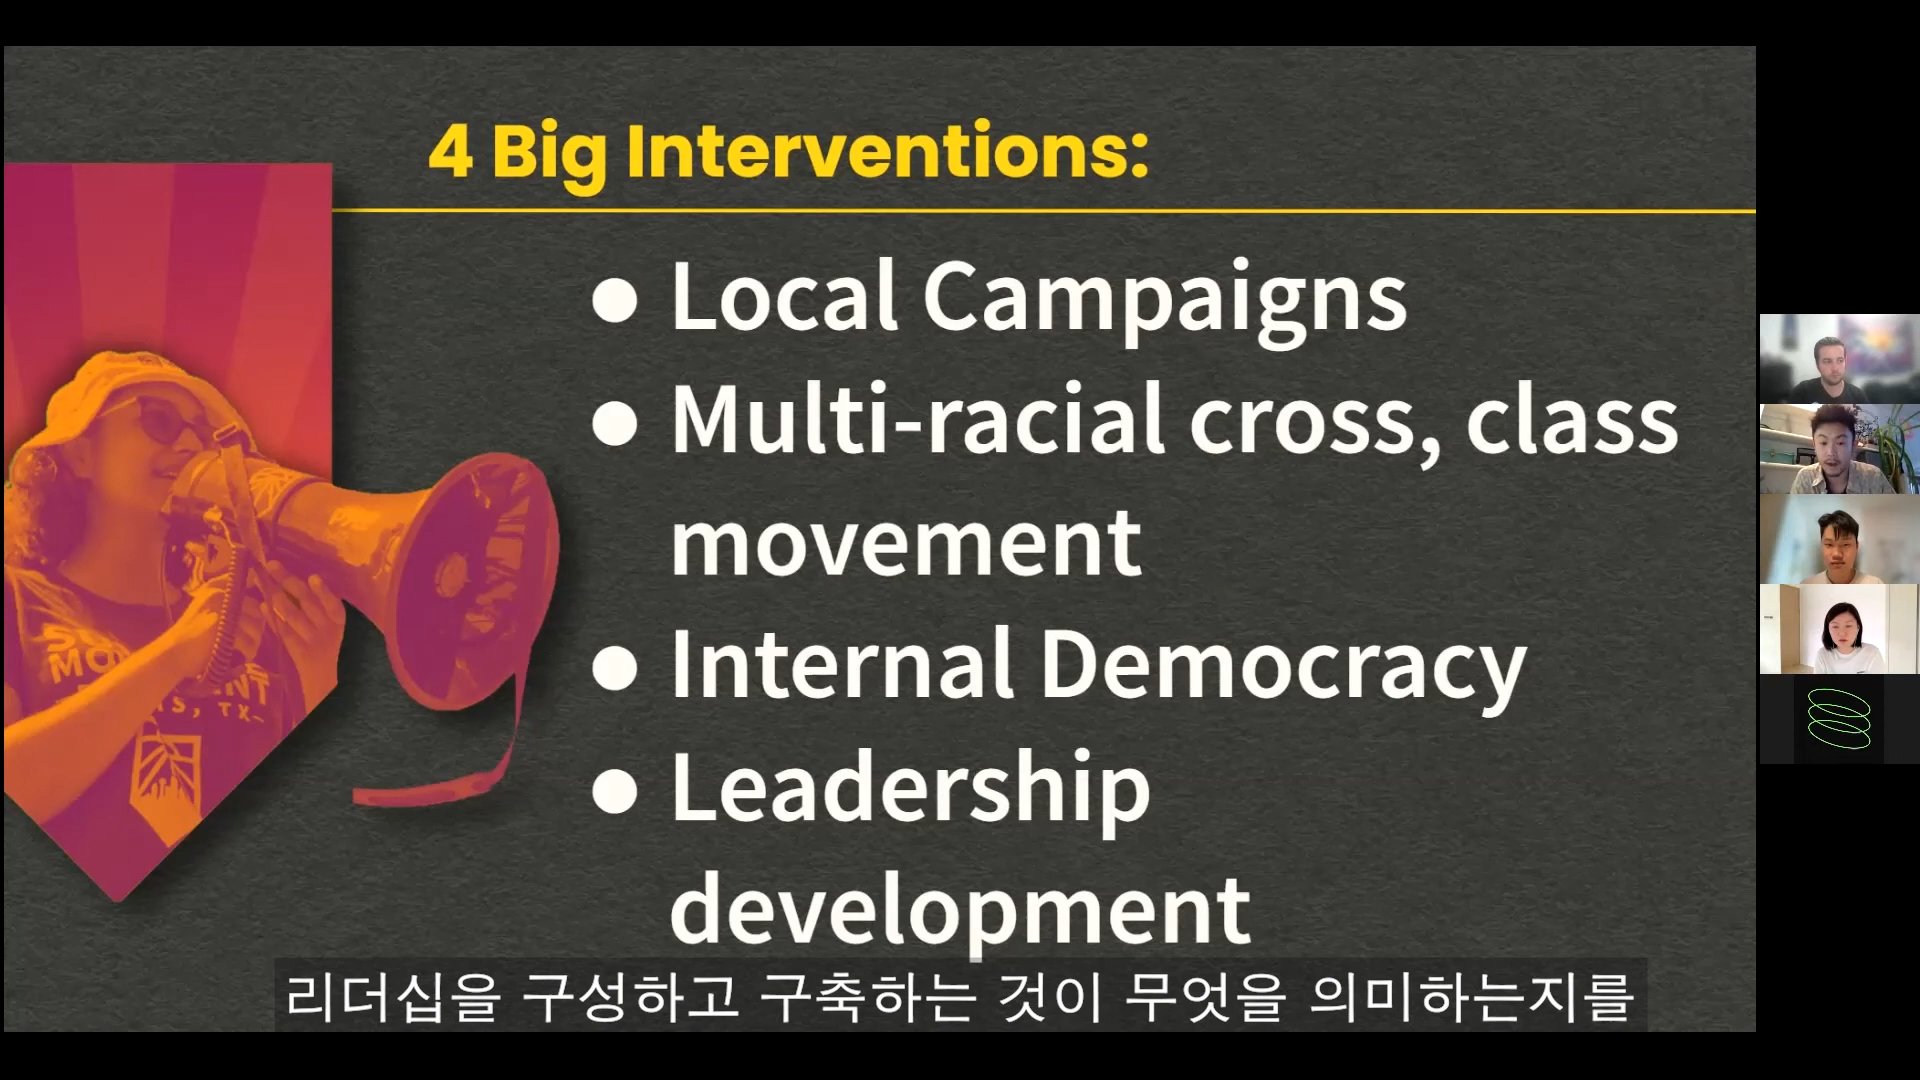 4 Big Interventions:
● Local Campaigns
● Multi-racial cross, class
movement
● Internal Democracy
● Leadership
development
리더십을 구성하고 구축하는 것이 무엇을 의미하는지를